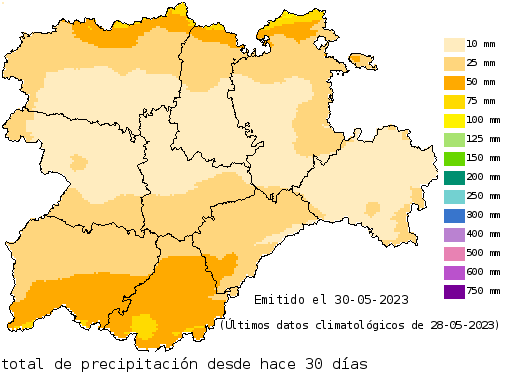 10 mm
25 mm
50 mm
75 mm
100 mm
125 mm
150 mm
200 mm
250 mm
300 mm
400 mm
500 mm
600 mm
750 mm
Emitido el 30-05-2023
(Últimos datos climatológicos de 28-05-2023)
total de precipitación desde hace 30 días